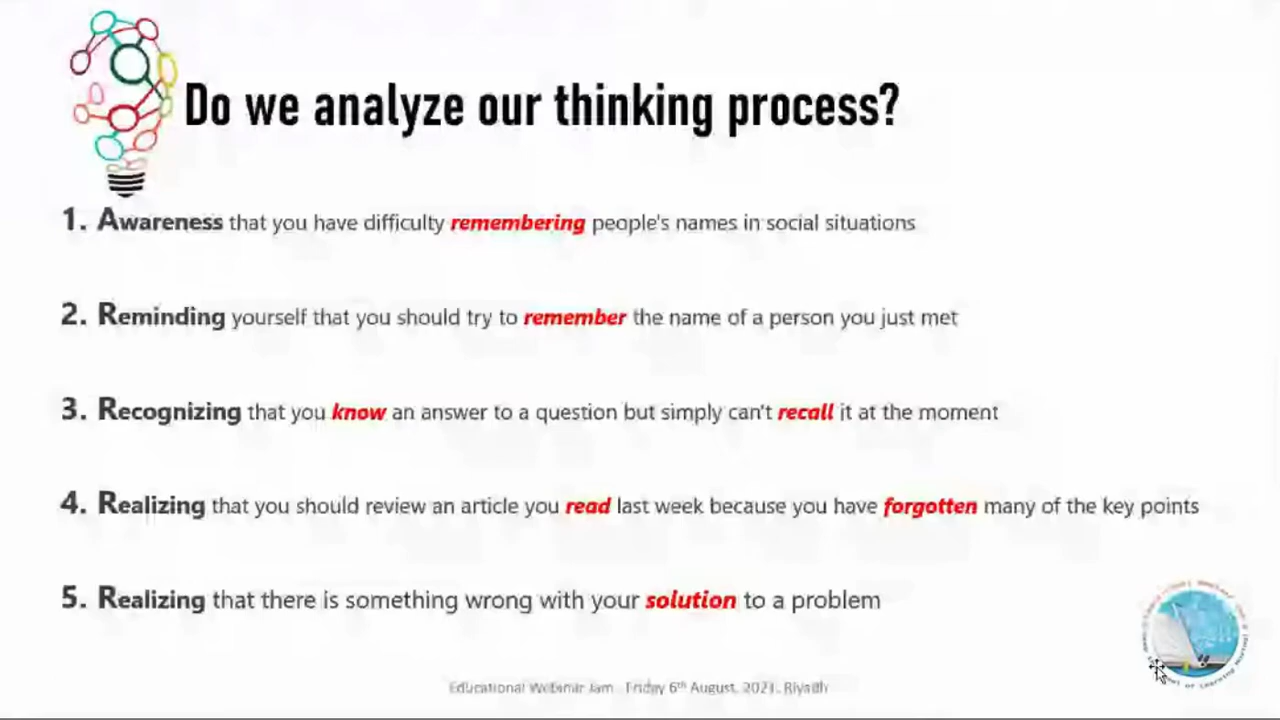 Do we analyze our thinking process?
1. Awareness that you have difficulty remembering people's names in social situations
2. Reminding yourself that you should try to remember the name of a person you just met
3. Recognizing that you know an answer to a question but simply can't recall it at the moment
4. Realizing that you should review an article you read last week because you have forgotten many of the key points
5. Realizing that there is something wrong with your solution to a problem
Educational Webinar Jam . Friday 6th August, 2021. Riyadh